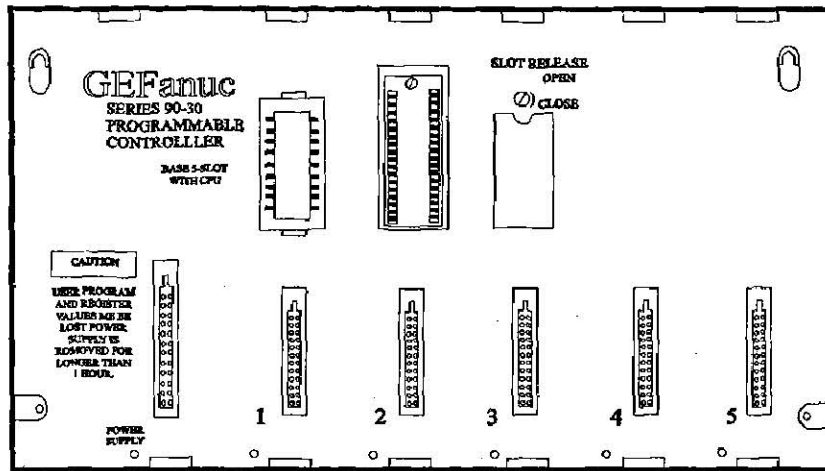 GEFanuc
SERIES 90-30
PROGRAMMABLE
CONTROLLLER
BASE 5-SLOT
WITH CPU
SLOT RELEASE
OPEN
CLOSE
CAUTION
USER PROGRAM
AND REGISTER
VALUES ME BE
LOST POWER
SUPPLY IS
ROMOVED FOR
LONGER THAN
1 HOUR.
POWER
SUPPLY
1
2
3
4
5